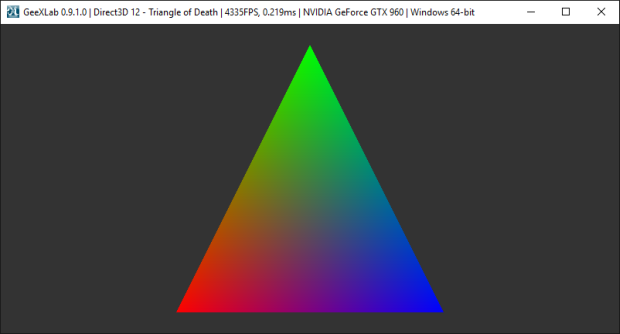 GeeXLab 0.9.1.0 | Direct3D 12 - Triangle of Death | 4335FPS, 0.219ms | NVIDIA GeForce GTX 960 | Windows 64-bit